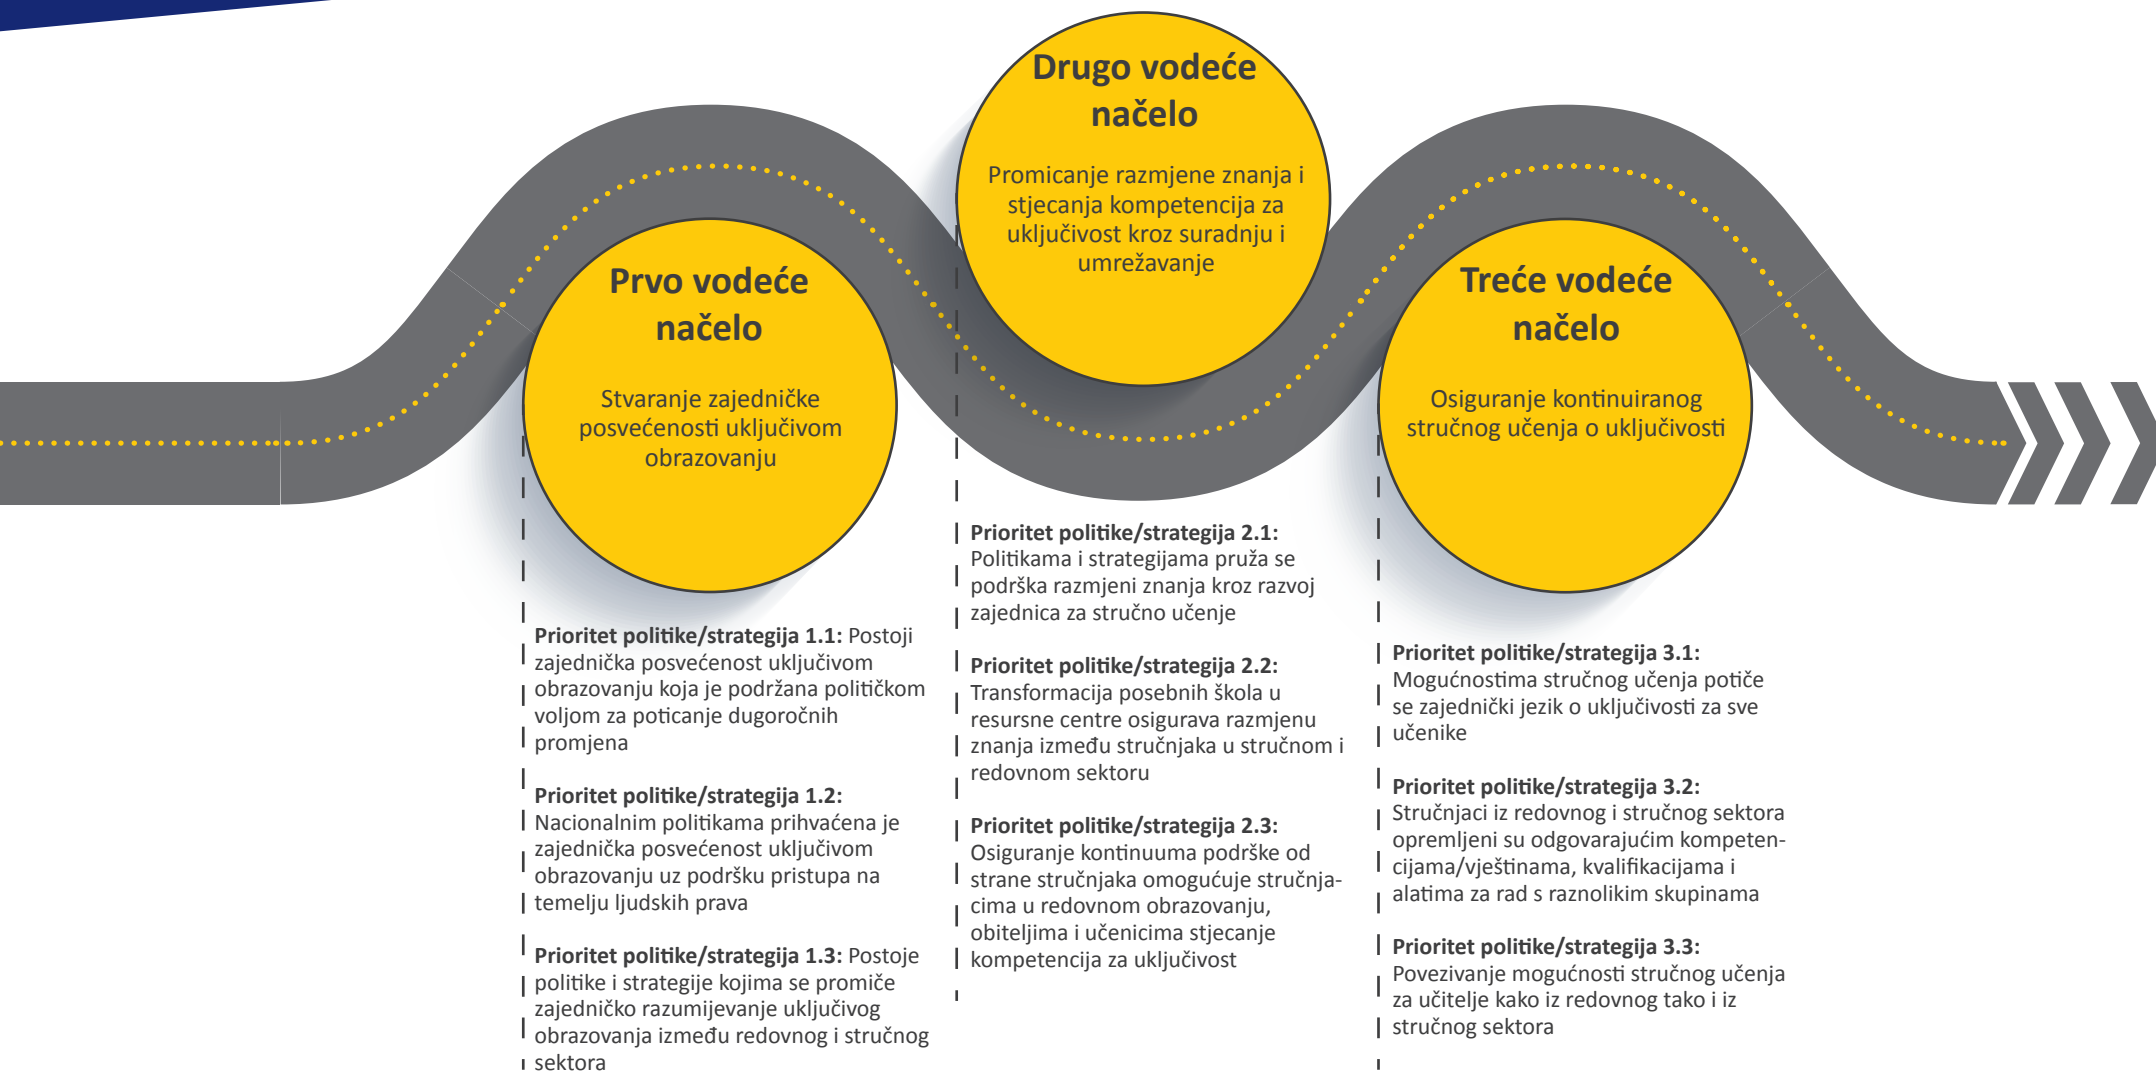 Prvo vodeće
načelo
Stvaranje zajedničke
posvećenosti uključivom
obrazovanju
Prioritet politike/strategija 1.1: Postoji
zajednička posvećenost uključivom
obrazovanju koja je podržana političkom
voljom za poticanje dugoročnih
promjena
Prioritet politike/strategija 1.2:
Nacionalnim politikama prihvaćena je
zajednička posvećenost uključivom
obrazovanju uz podršku pristupa na
temelju ljudskih prava
Prioritet politike/strategija 1.3: Postoje
politike i strategije kojima se promiče
zajedničko razumijevanje uključivog
obrazovanja između redovnog i stručnog
sektora
Drugo vodeće
načelo
Promicanje razmjene znanja i
stjecanja kompetencija za
uključivost kroz suradnju i
umrežavanje
Prioritet politike/strategija 2.1:
Politikama i strategijama pruža se
podrška razmjeni znanja kroz razvoj
zajednica za stručno učenje
Prioritet politike/strategija 2.2:
Transformacija posebnih škola u
resursne centre osigurava razmjenu
znanja između stručnjaka u stručnom i
redovnom sektoru
Prioritet politike/strategija 2.3:
Osiguranje kontinuuma podrške od
strane stručnjaka omogućuje stručnja-
cima u redovnom obrazovanju,
obiteljima i učenicima stjecanje
kompetencija za uključivost
Treće vodeće
načelo
Osiguranje kontinuiranog
stručnog učenja o uključivosti
Prioritet politike/strategija 3.1:
Mogućnostima stručnog učenja potiče
se zajednički jezik o uključivosti za sve
učenike
Prioritet politike/strategija 3.2:
Stručnjaci iz redovnog i stručnog sektora
opremljeni su odgovarajućim kompeten-
cijama/vještinama, kvalifikacijama i
alatima za rad s raznolikim skupinama
Prioritet politike/strategija 3.3:
Povezivanje mogućnosti stručnog učenja
za učitelje kako iz redovnog tako i iz
stručnog sektora